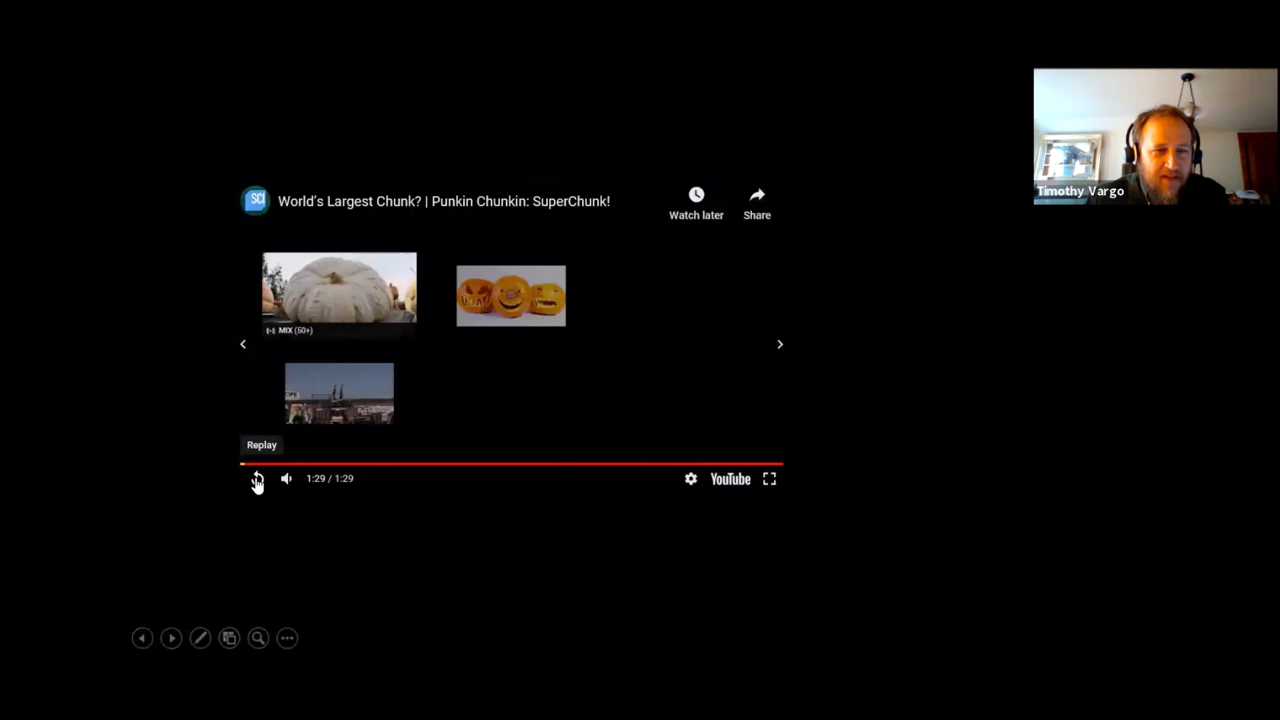 SCI
World's Largest Chunk? | Punkin Chunkin: SuperChunk!
Watch later
Share
Timothy Vargo
MIX (50+)
Replay
1:29 / 1:29
YouTube